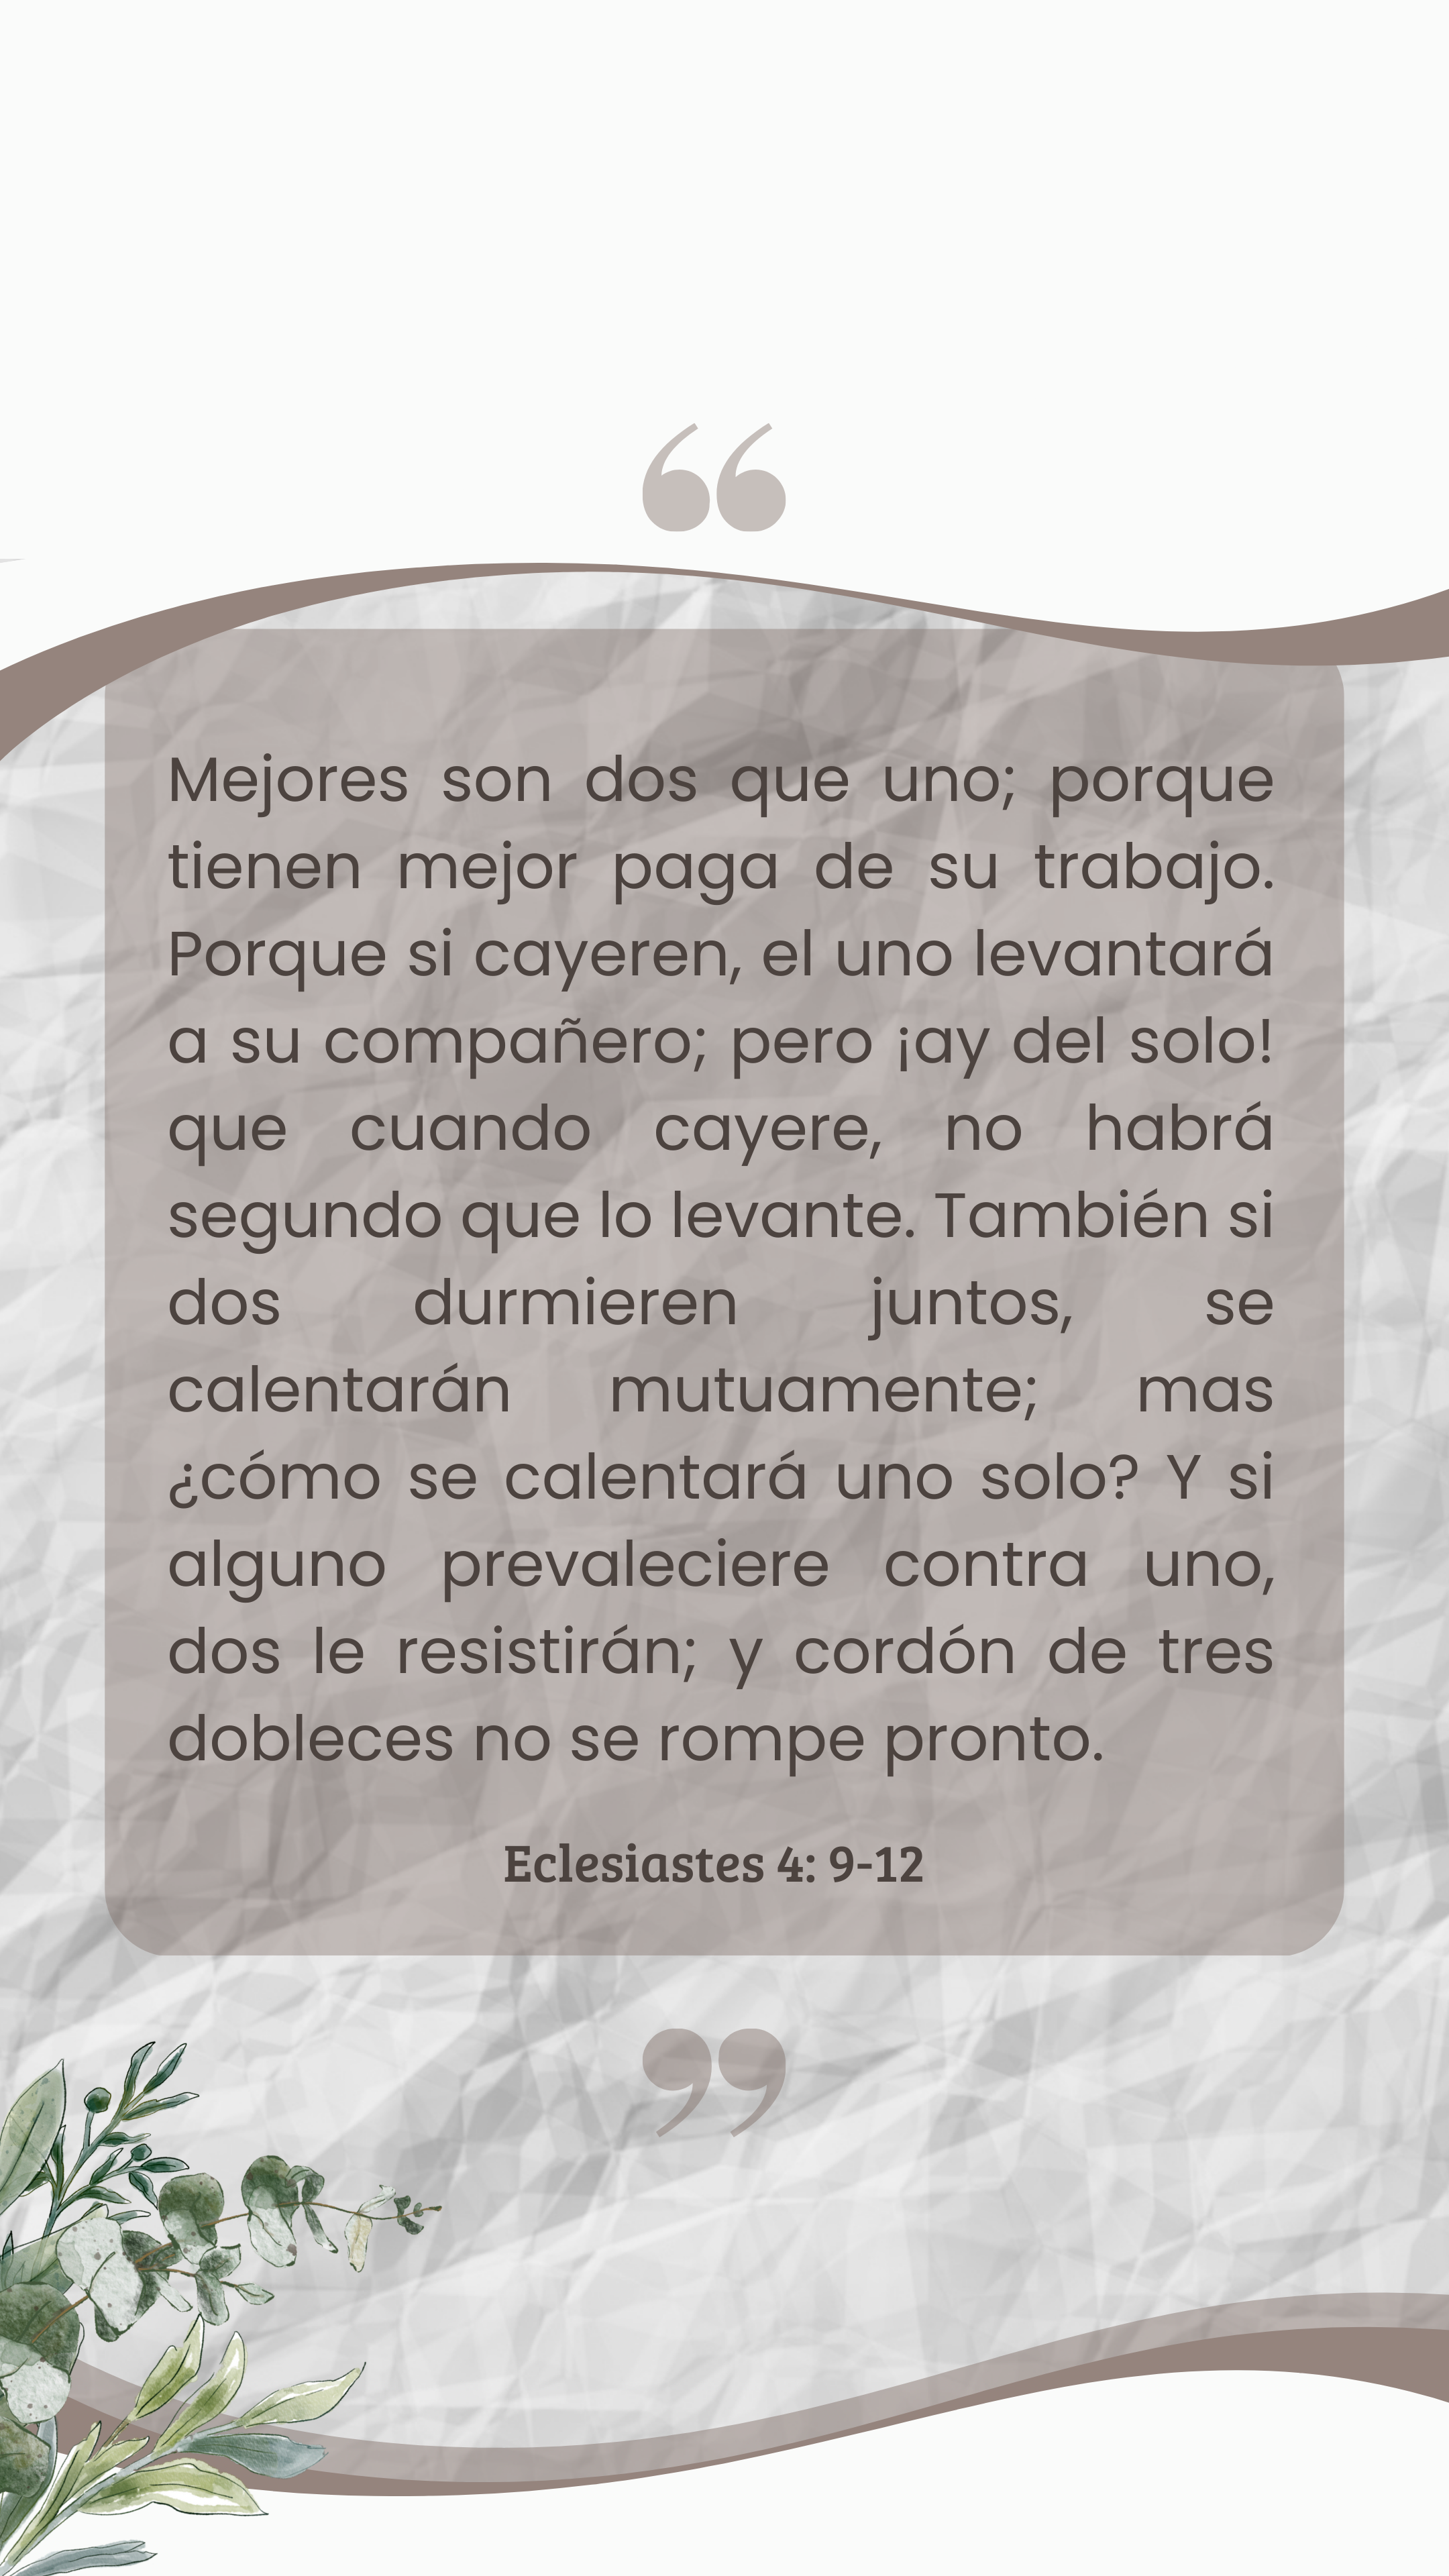 “
Mejores son dos que uno; porque
tienen mejor paga de su trabajo.
Porque si cayeren, el uno levantará
a su compañero; pero ¡ay del solo!
que cuando cayere, no habrá
segundo que lo levante. También si
dos durmieren juntos, se
calentarán mutuamente; mas
¿cómo se calentará uno solo? Y si
alguno prevaleciere contra uno,
dos le resistirán; y cordón de tres
dobleces no se rompe pronto.
Eclesiastes 4: 9-12
”